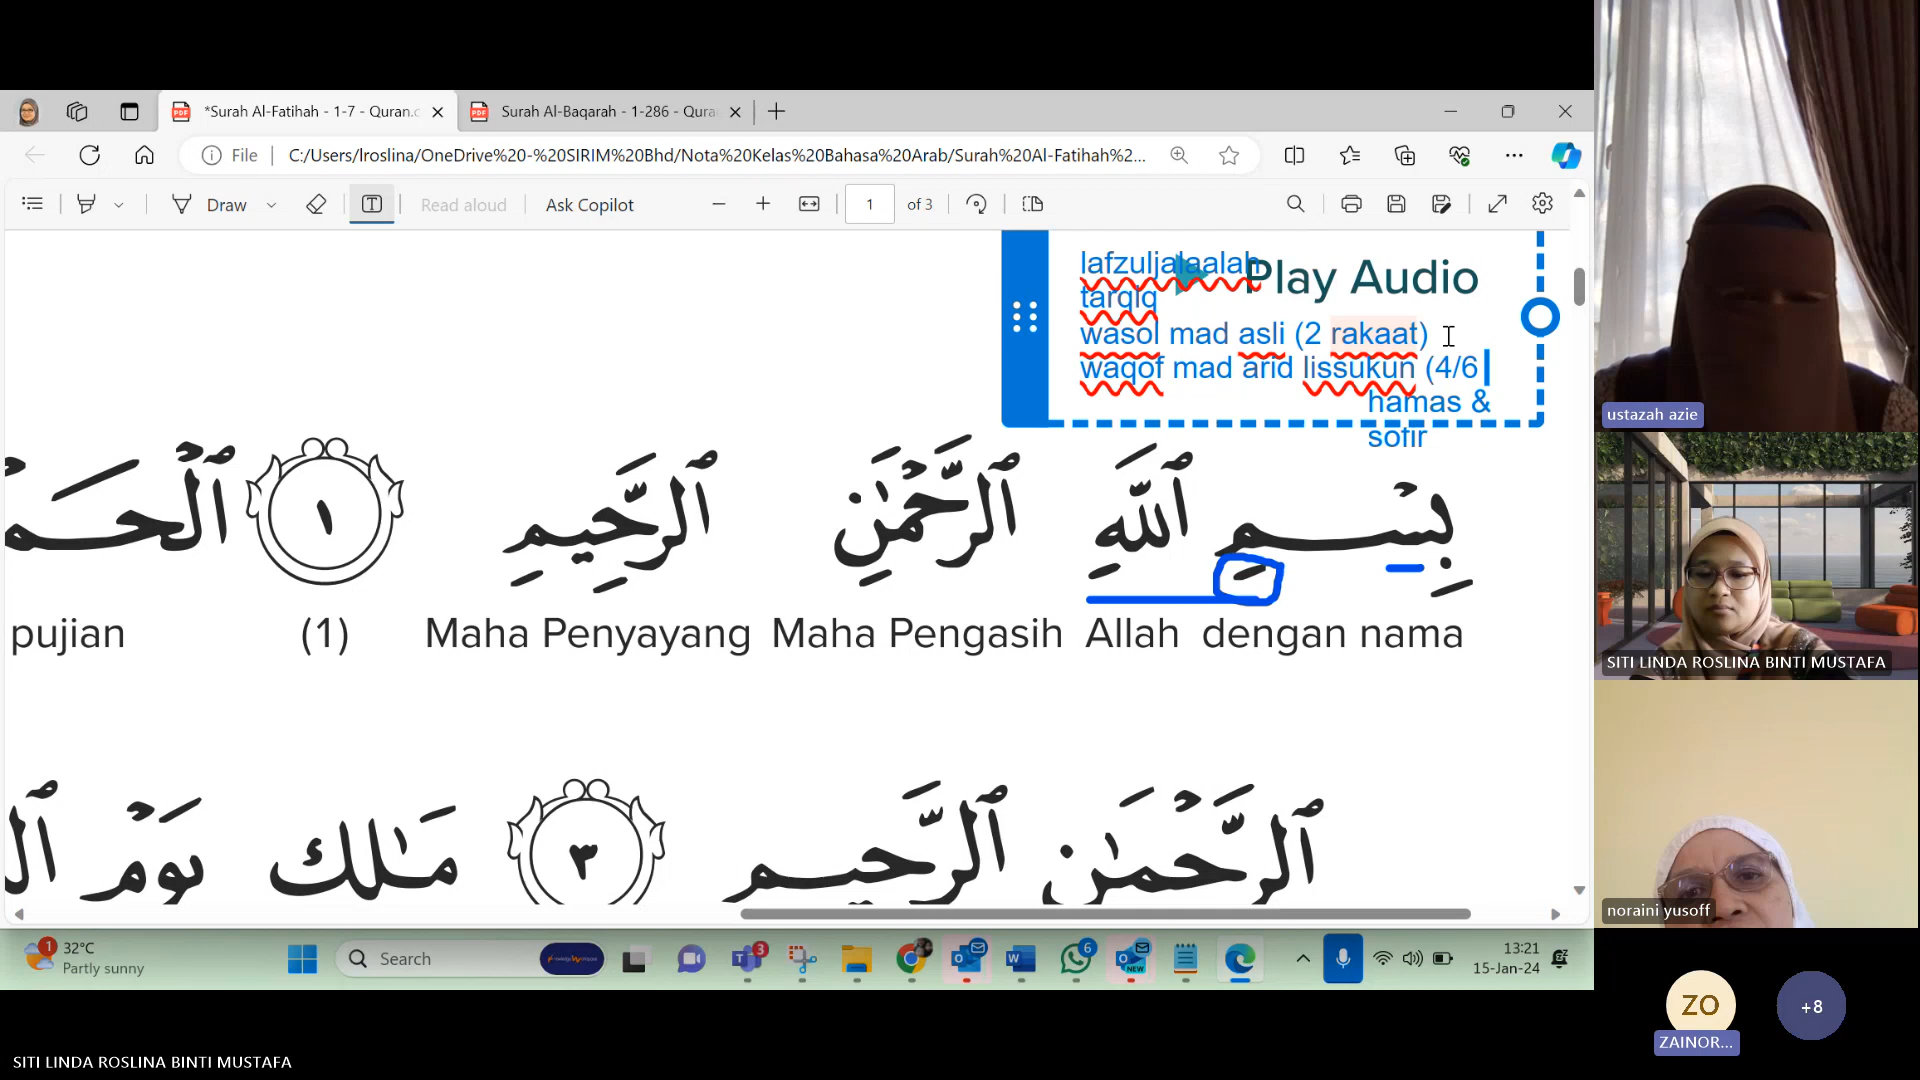 *Surah Al-Fatihah - 1-7 - Quran.c
Surah Al-Baqarah - 1-286 - Qura
File
C:/Users/lroslina/OneDrive%20-%20SIRIM%20Bhd/Nota%20Kelas%20Bahasa%20Arab/Surah%20Al-Fatihah%2...
Draw
Read aloud
Ask Copilot
1 of 3
lafzuljalaalah
Play Audio
tarqiq
wasol mad asli (2 rakaat)
waqof mad arid lissukun (4/6
hamas &
sofir
بِسْمِ ٱللَّهِ ٱلرَّحْمَٰنِ ٱلرَّحِيمِ ١ ٱلْحَم
pujian (1) Maha Penyayang Maha Pengasih Allah dengan nama
ٱلرَّحْمَٰن ٱلرَّحِيم ٣ مَٰلِك يَوْم ٱل
1
32°C
Partly sunny
Search
3
6
NEW
13:21
15-Jan-24
ustazah azie
SITI LINDA ROSLINA BINTI MUSTAFA
noraini yusoff
ZO
ZAINOR...
+8
SITI LINDA ROSLINA BINTI MUSTAFA